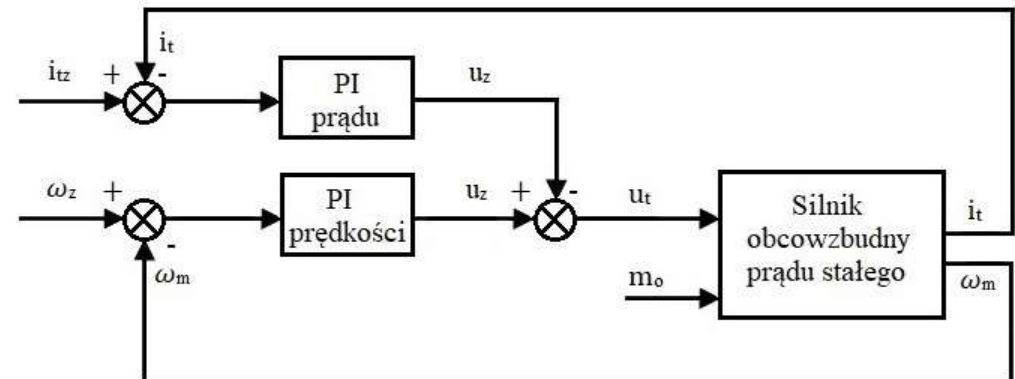 i_t
i_tz + -
PI
prądu
u_z
ω_z +
-
ω_m
PI
prędkości
u_z + -
u_t
m_o
Silnik
obcowzbudny
prądu stałego
i_t
ω_m